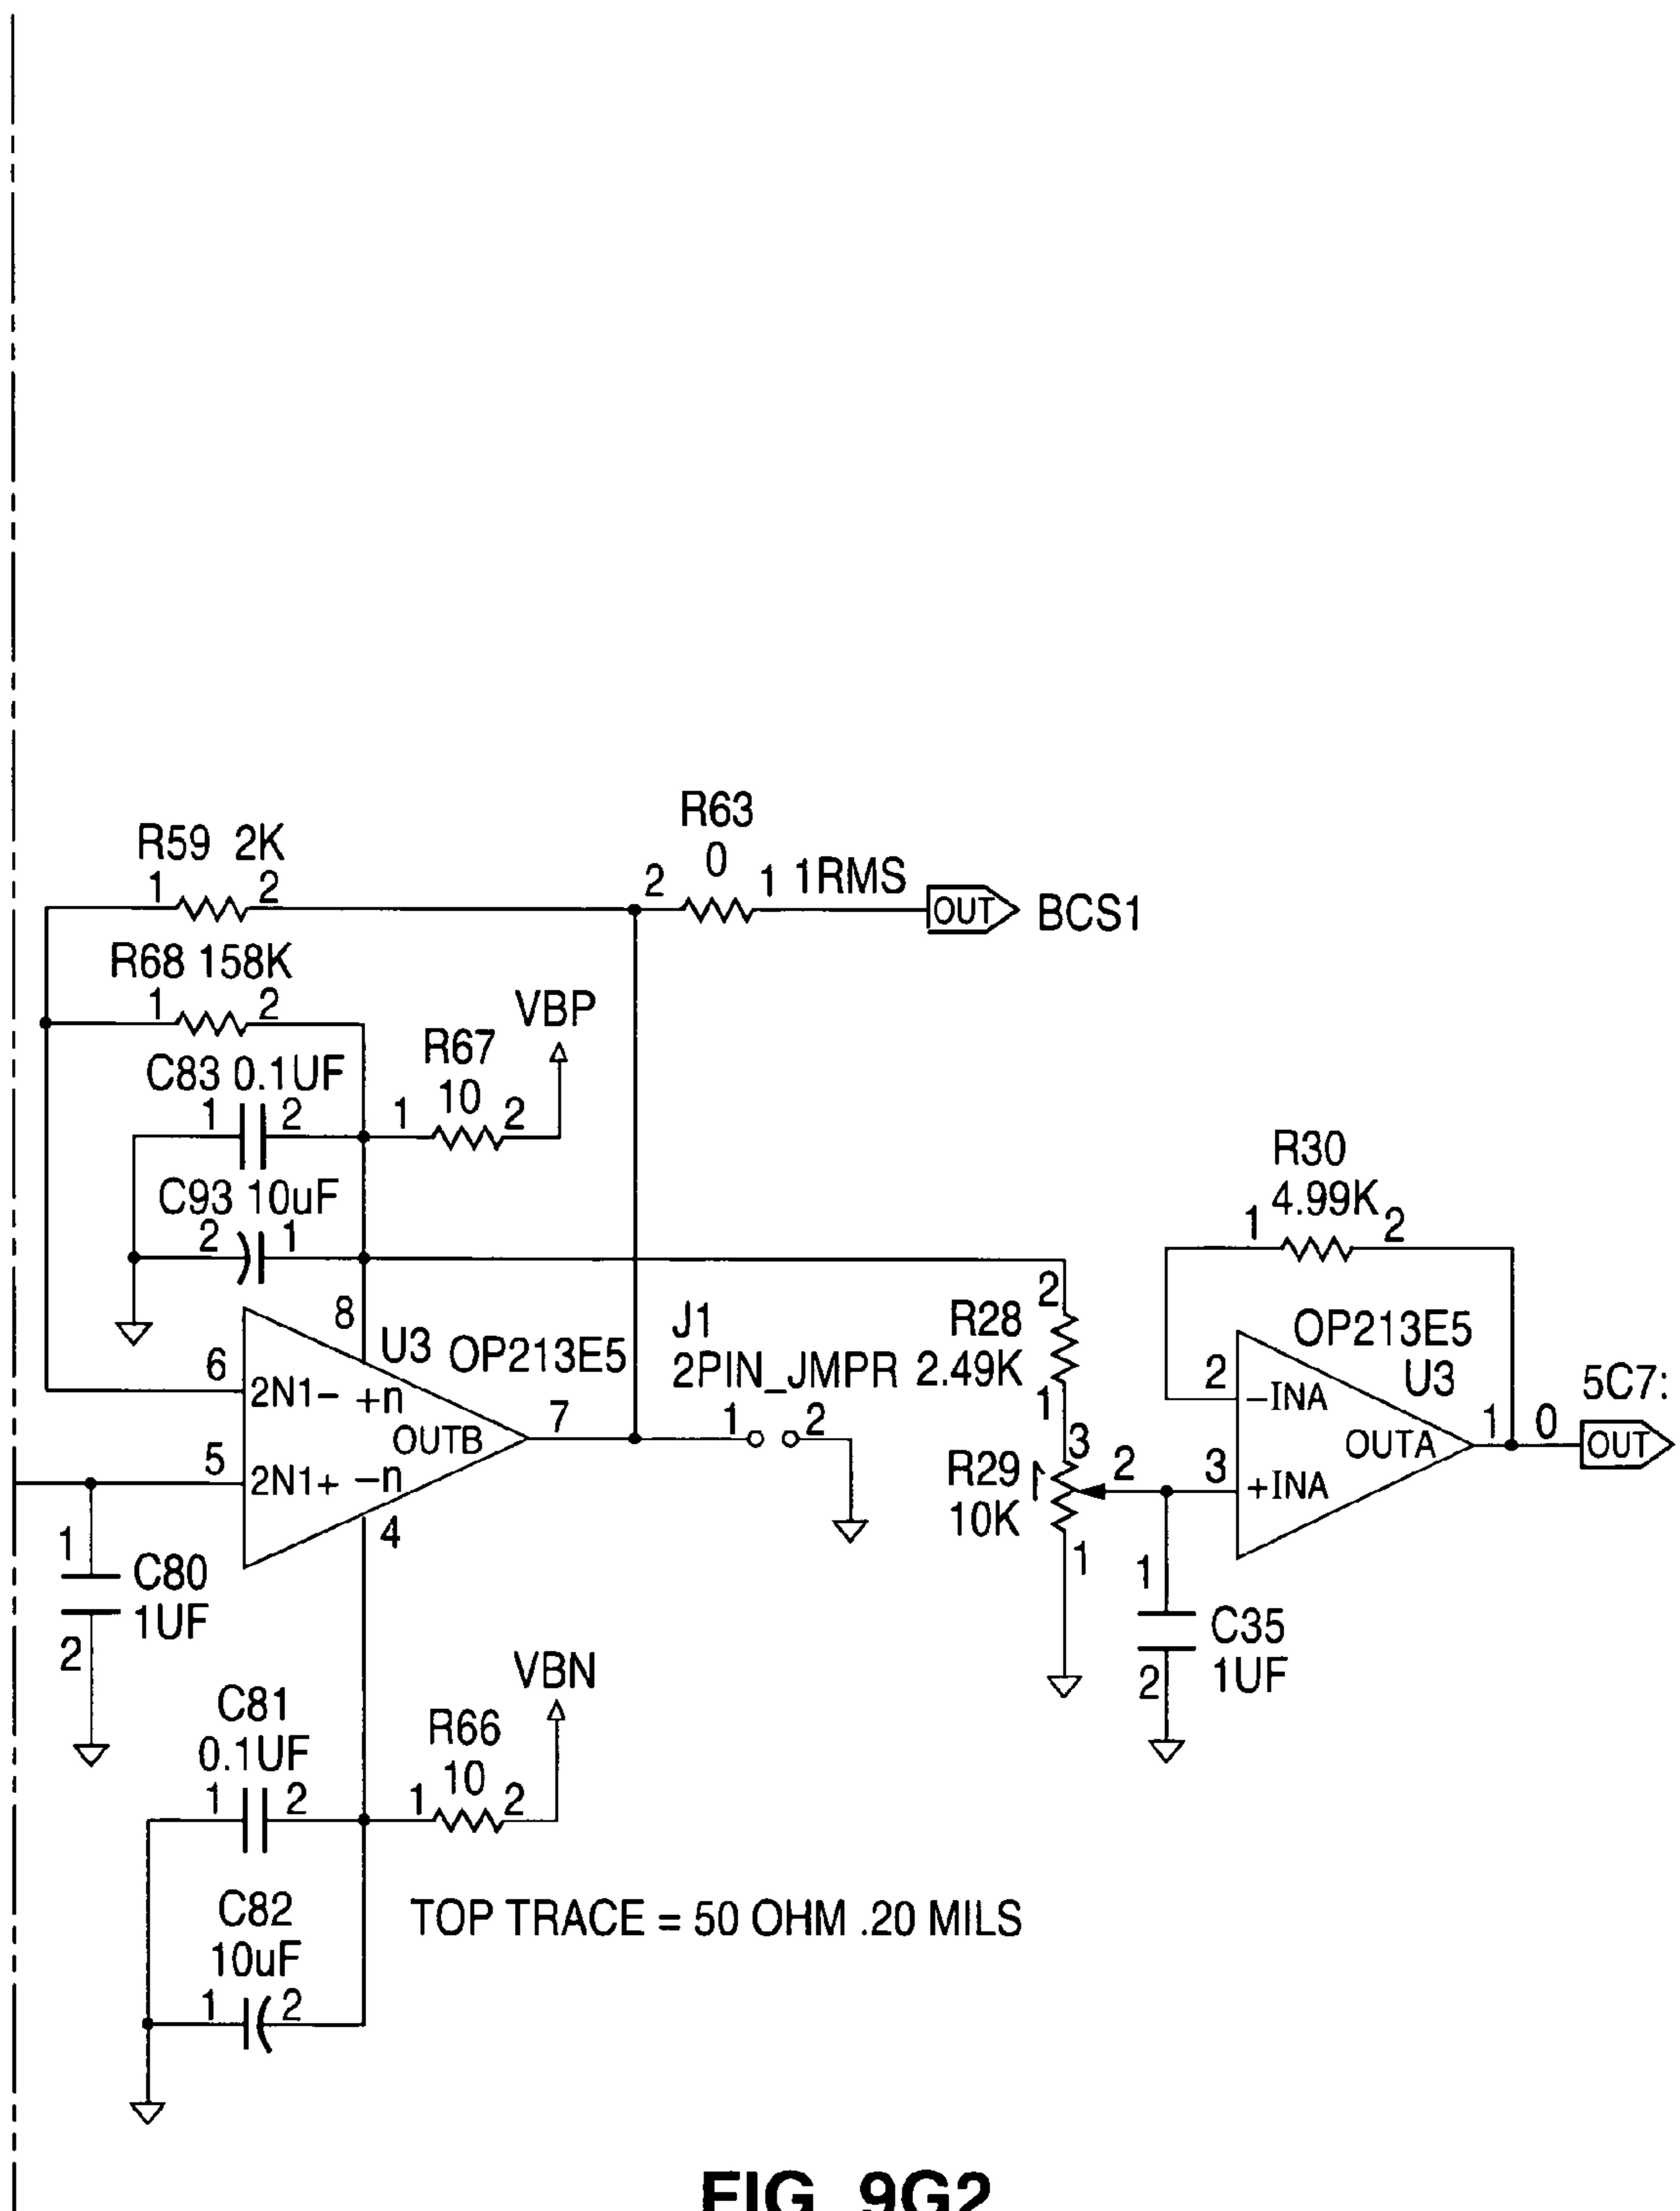 R63
0
2 1 1RMS
OUT BCS1
R59 2K
1 2
R68 158K
1 2
VBP
R67
10
1 2
C83 0.1UF
1 2
C93 10uF
2 1
8
U3 OP213E5
6
2N1- +n
OUTB
7
5
2N1+ -n
4
J1
2PIN_JMPR
1 2
2
R28
2.49K
1
3
R29
10K
2
1
R30
4.99K
1 2
OP213E5
U3
2
-INA
OUTA
3
+INA
1 0
5C7:
OUT
1
C35
1UF
2
1
C80
1UF
2
VBN
C81
0.1UF
1 2
R66
10
1 2
C82
10uF
1 2
TOP TRACE = 50 OHM .20 MILS
FIG. 9G2